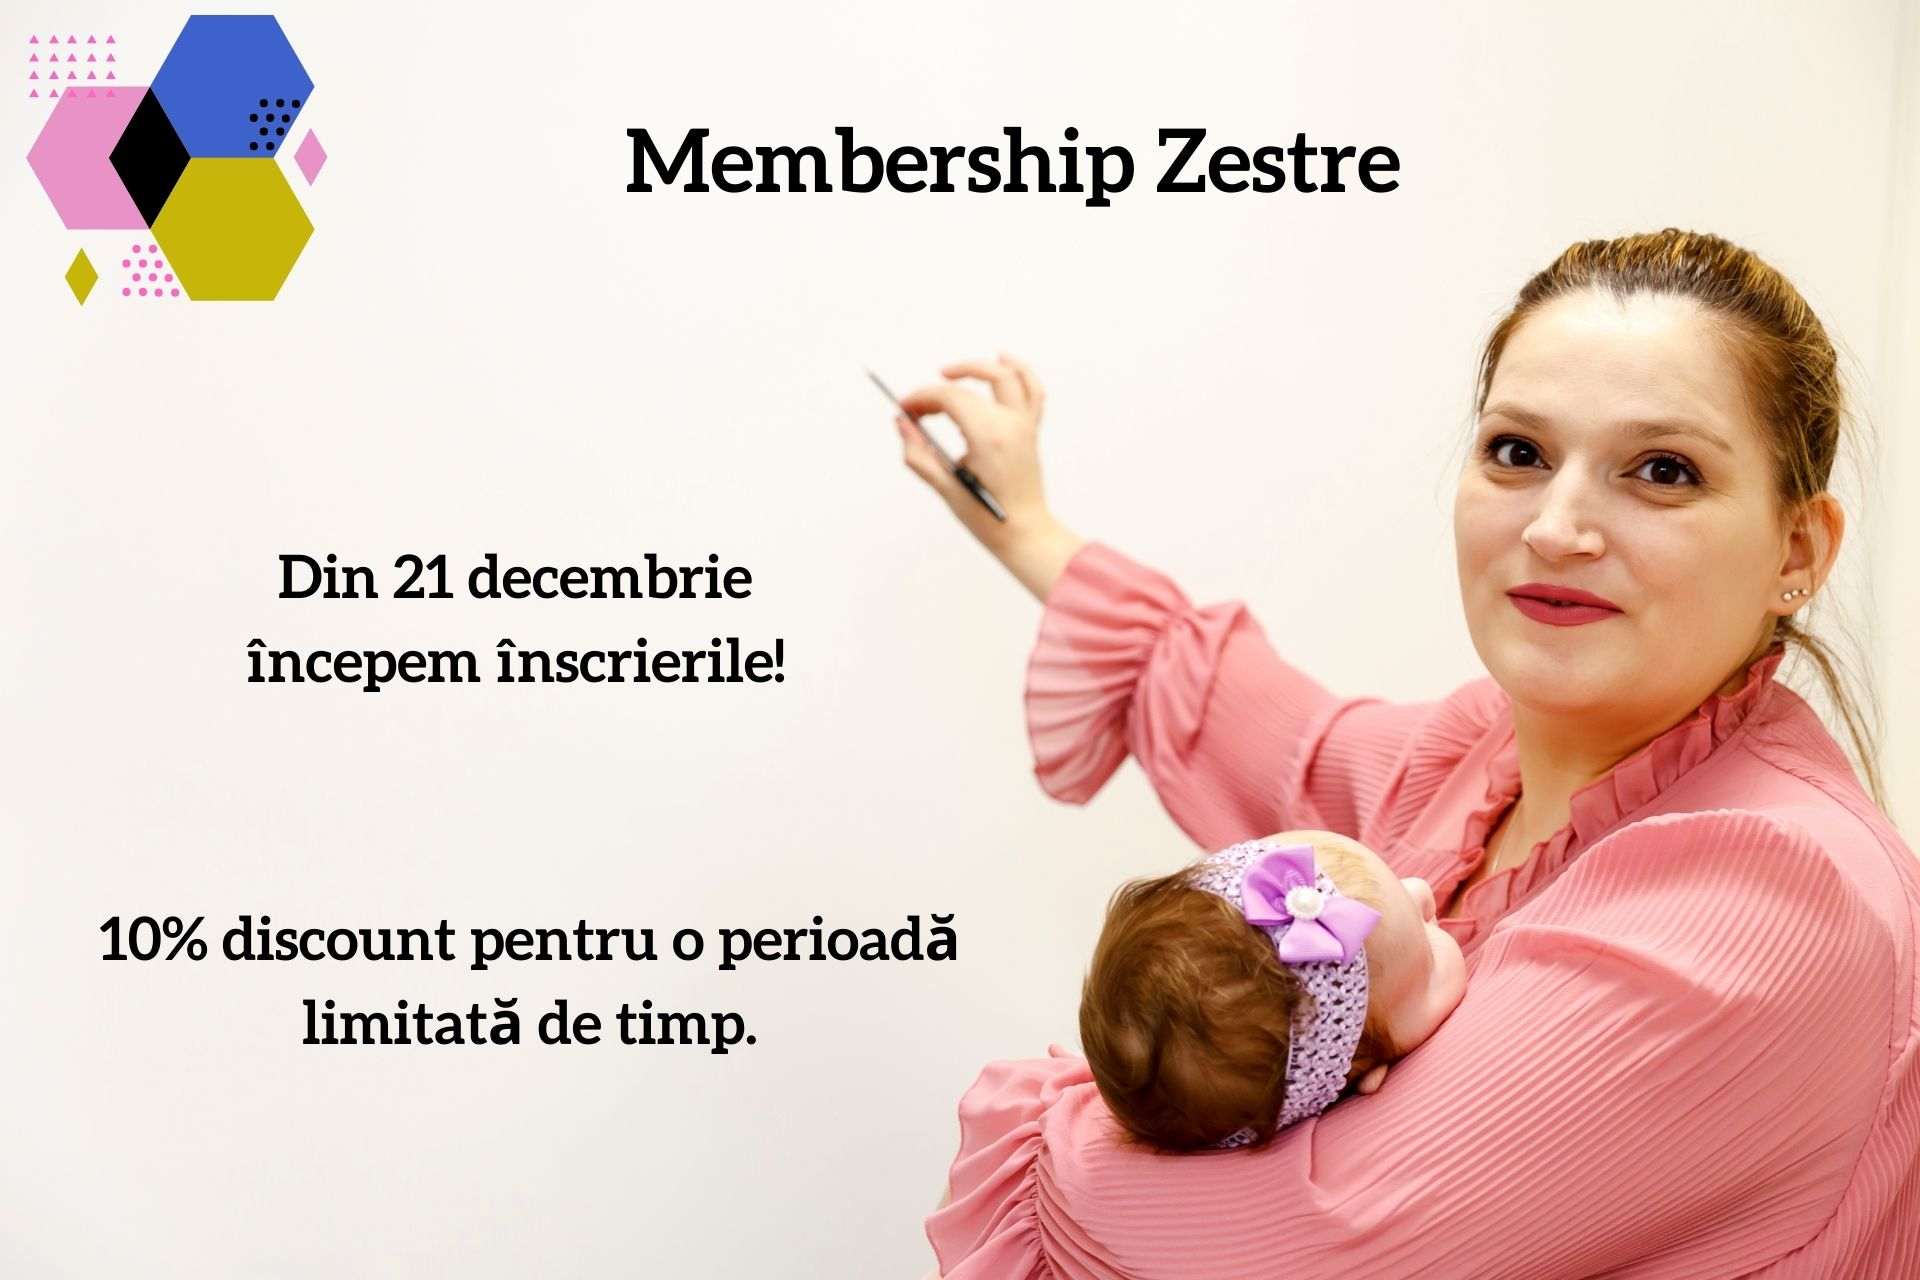 Membership Zestre
Din 21 decembrie
începem înscrierile!
10% discount pentru o perioadă
limitată de timp.